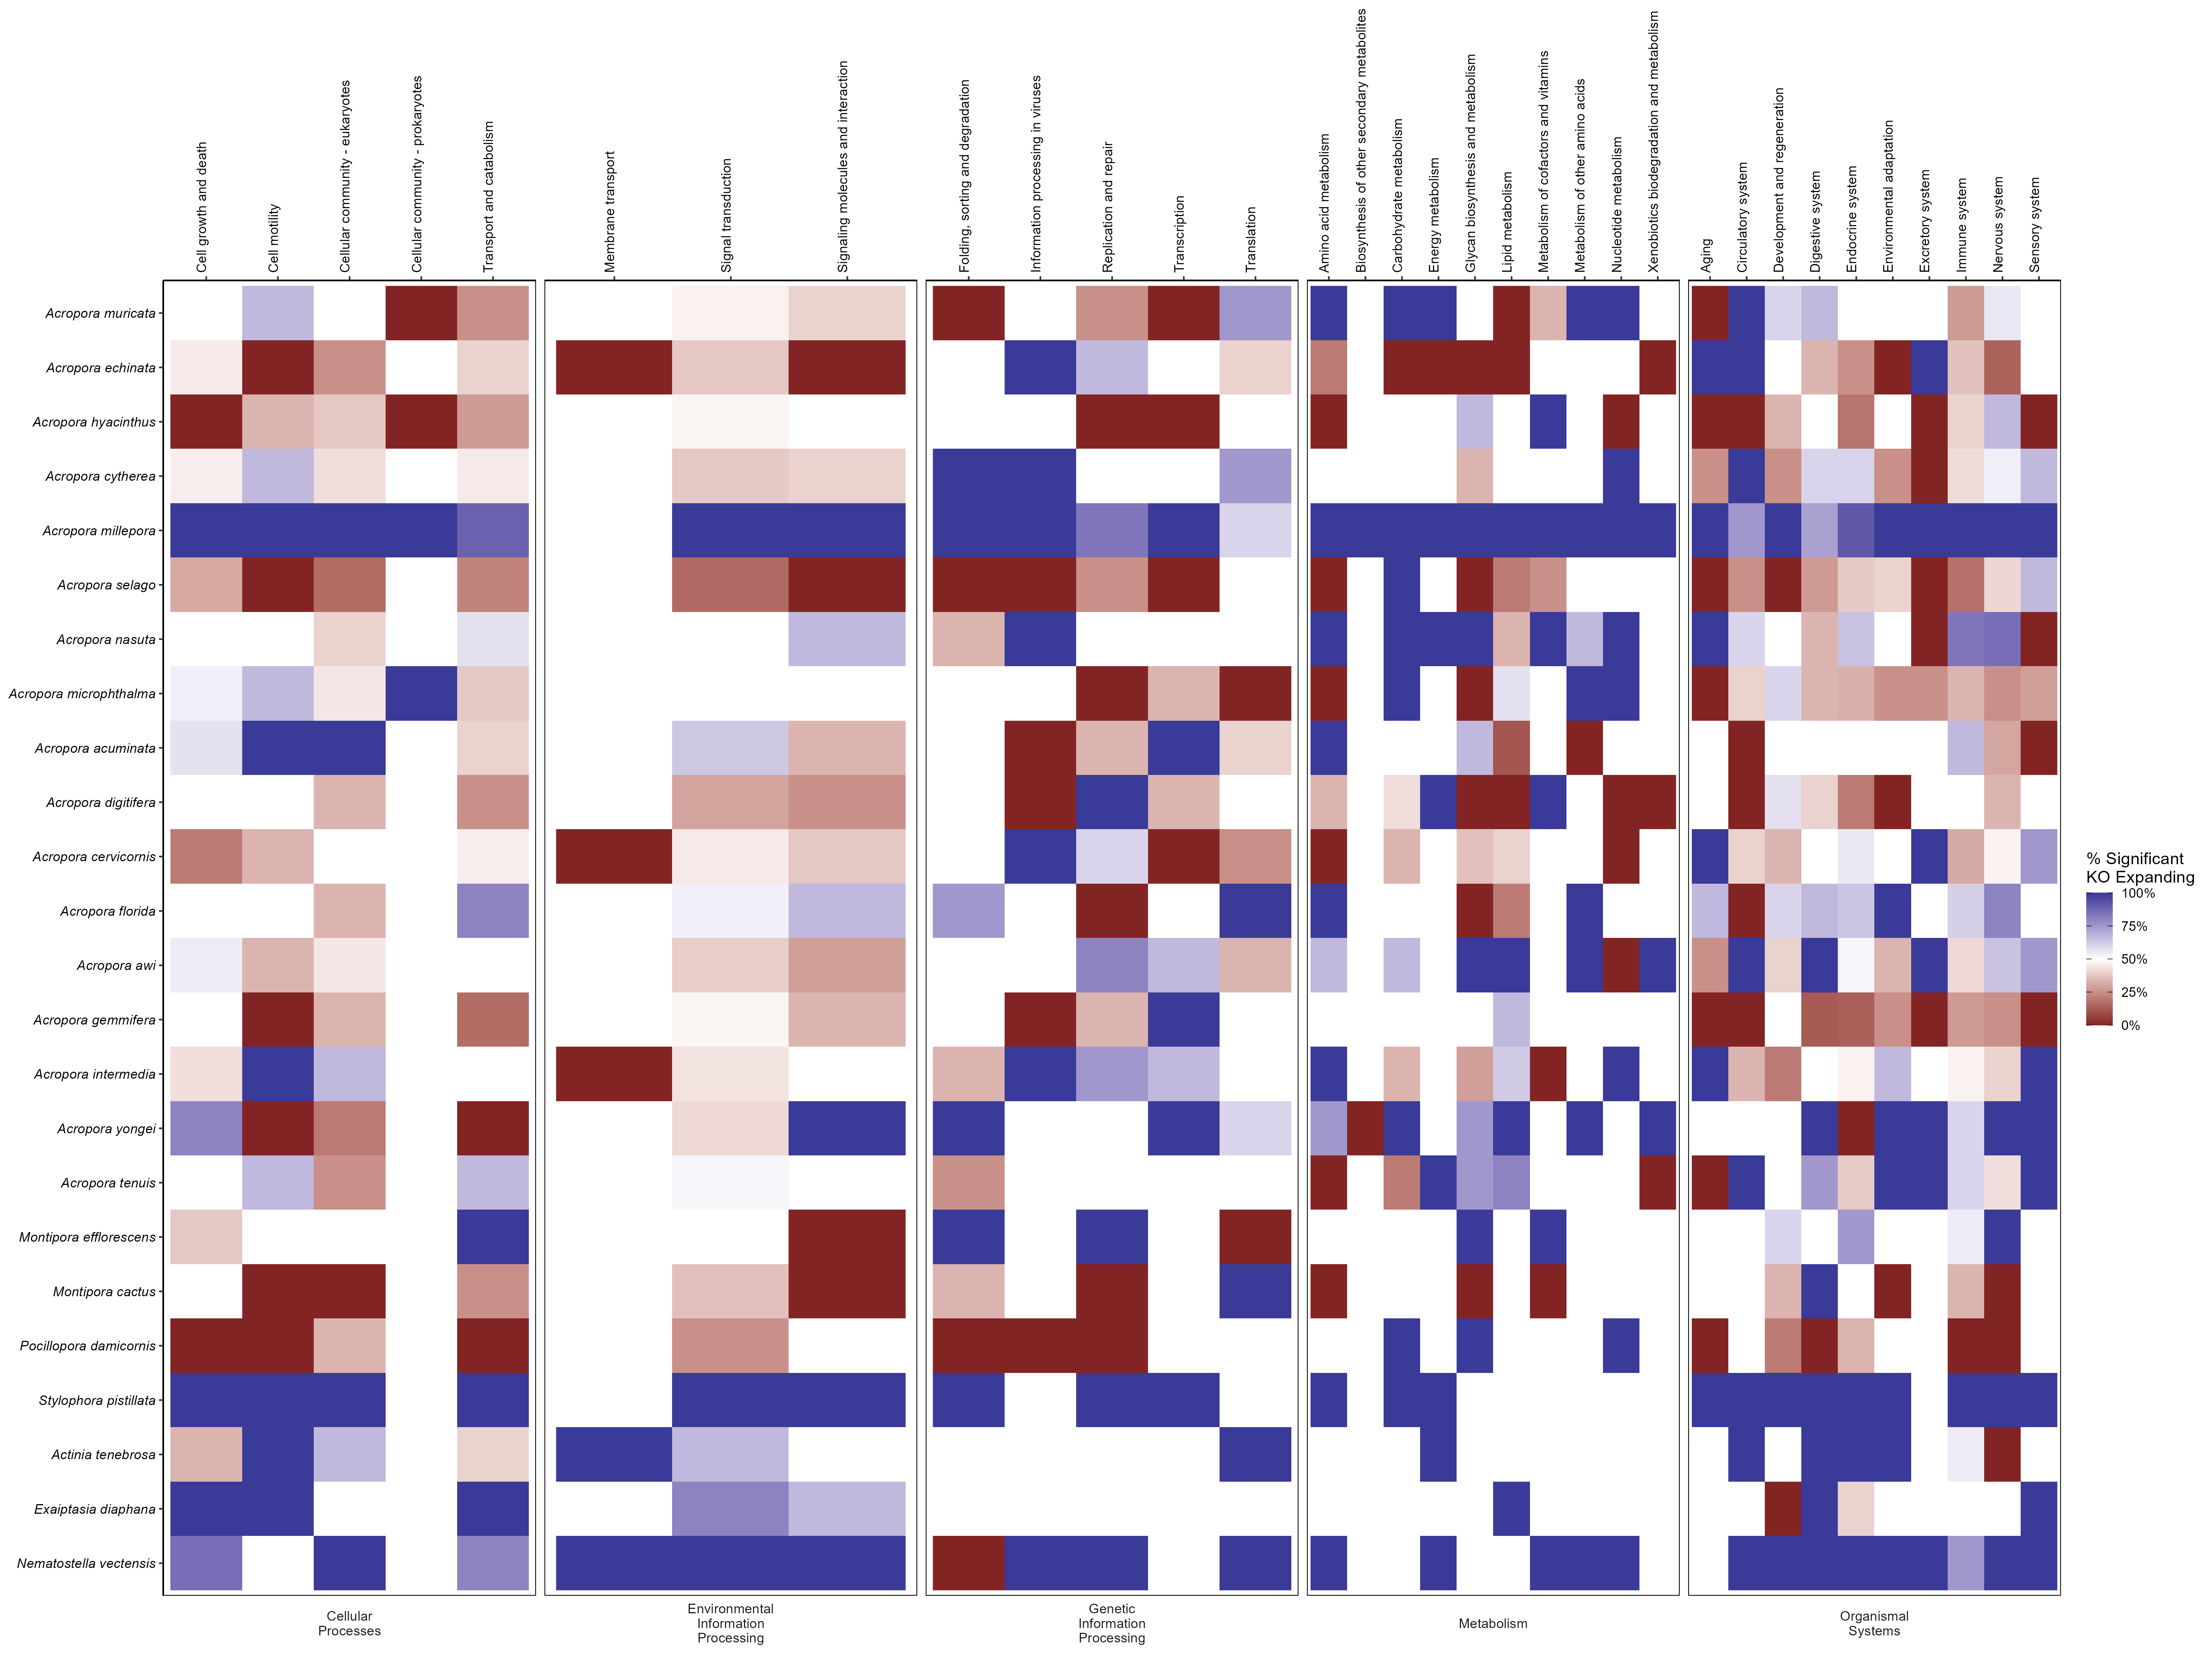 Cell growth and death
Cell motility
Cellular community - eukaryotes
Cellular community - prokaryotes
Transport and catabolism
Membrane transport
Signal transduction
Signaling molecules and interaction
Folding, sorting and degradation
Information processing in viruses
Replication and repair
Transcription
Translation
Amino acid metabolism
Biosynthesis of other secondary metabolites
Carbohydrate metabolism
Energy metabolism
Glycan biosynthesis and metabolism
Lipid metabolism
Metabolism of cofactors and vitamins
Metabolism of other amino acids
Nucleotide metabolism
Xenobiotics biodegradation and metabolism
Aging
Circulatory system
Development and regeneration
Digestive system
Endocrine system
Environmental adaptation
Excretory system
Immune system
Nervous system
Sensory system
Acropora muricata
Acropora echinata
Acropora hyacinthus
Acropora cytherea
Acropora millepora
Acropora selago
Acropora nasuta
Acropora microphthalma
Acropora acuminata
Acropora digitifera
Acropora cervicornis
Acropora florida
Acropora awi
Acropora gemmifera
Acropora intermedia
Acropora yongei
Acropora tenuis
Montipora efflorescens
Montipora cactus
Pocillopora damicornis
Stylophora pistillata
Actinia tenebrosa
Exaiptasia diaphana
Nematostella vectensis
% Significant
KO Expanding
100%
75%
50%
25%
0%
Cellular
Processes
Environmental
Information
Processing
Genetic
Information
Processing
Metabolism
Organismal
Systems